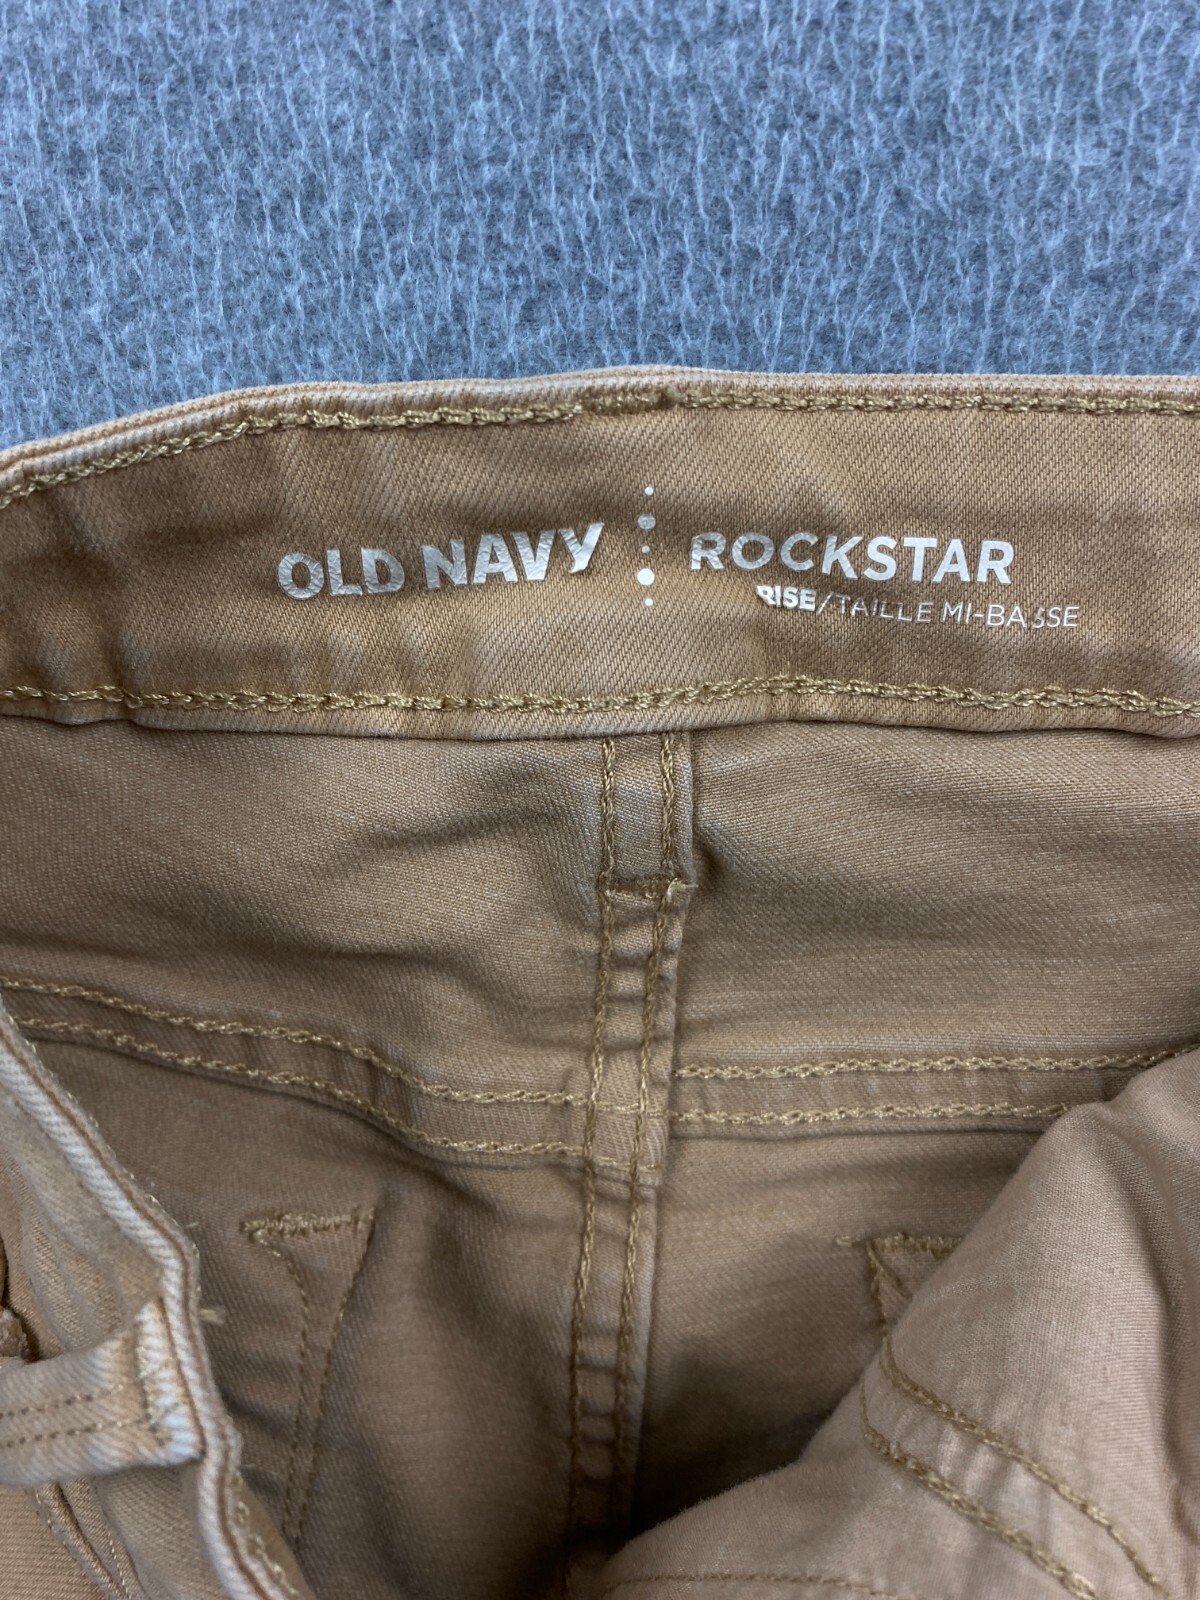 OLD NAVY
ROCKSTAR
RISE/TAILLE MI-BASSE